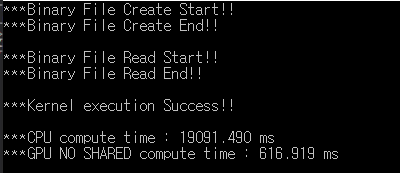 ***Binary File Create Start!!
***Binary File Create End!!
***Binary File Read Start!!
***Binary File Read End!!
***Kernel execution Success!!
***CPU compute time : 19091.490 ms
***GPU NO SHARED compute time : 616.919 ms